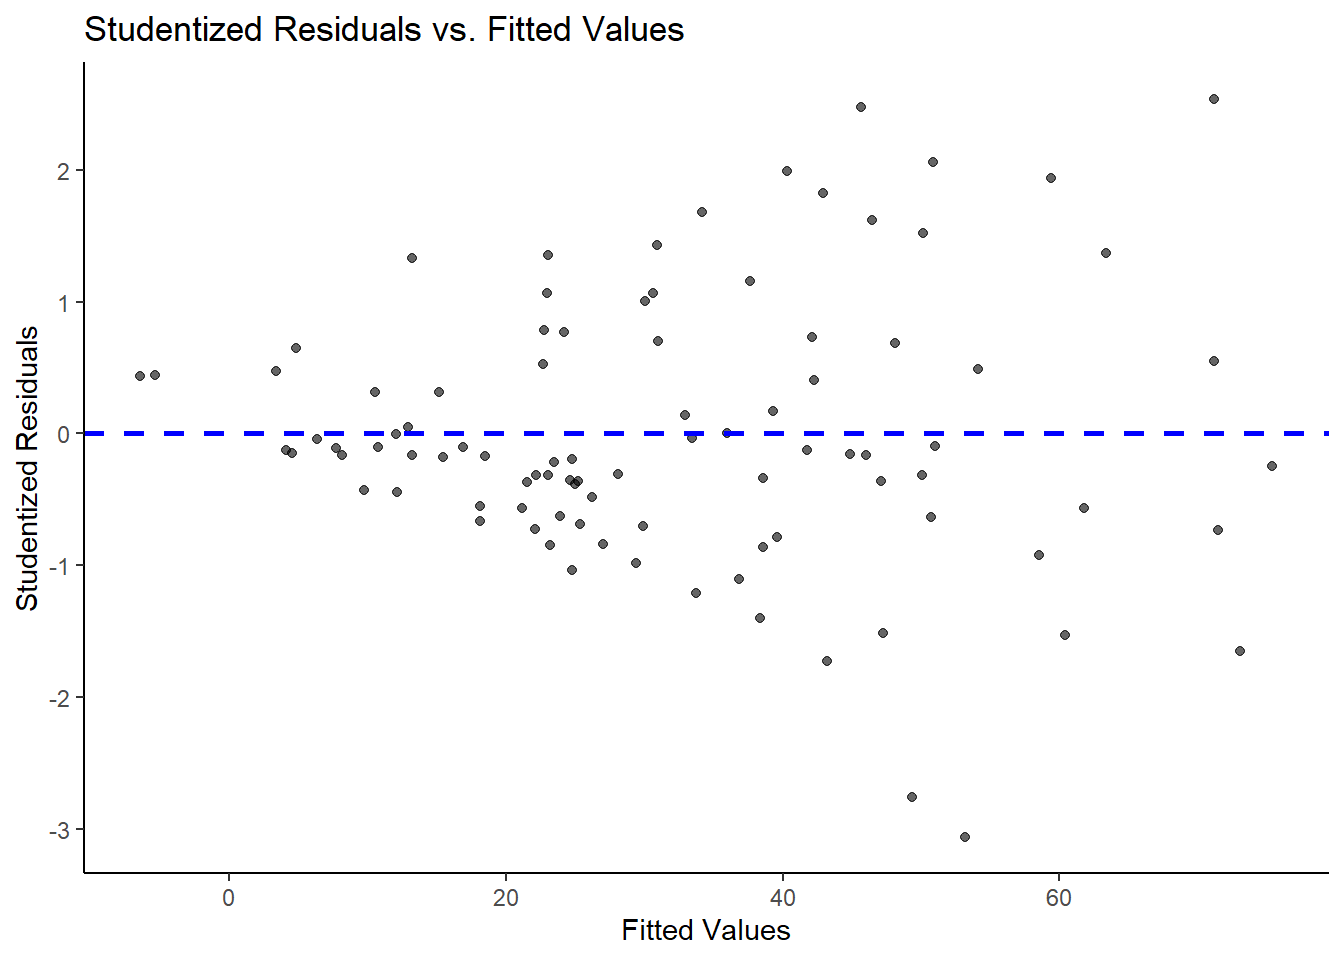 Studentized Residuals vs. Fitted Values
Studentized Residuals
2
1
0
-1
-2
-3
0 20 40 60
Fitted Values